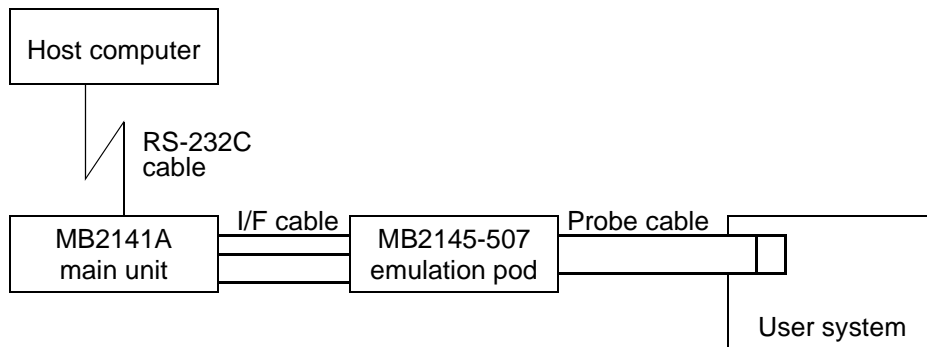 Host computer
RS-232C
cable
I/F cable
Probe cable
MB2141A
main unit
MB2145-507
emulation pod
User system